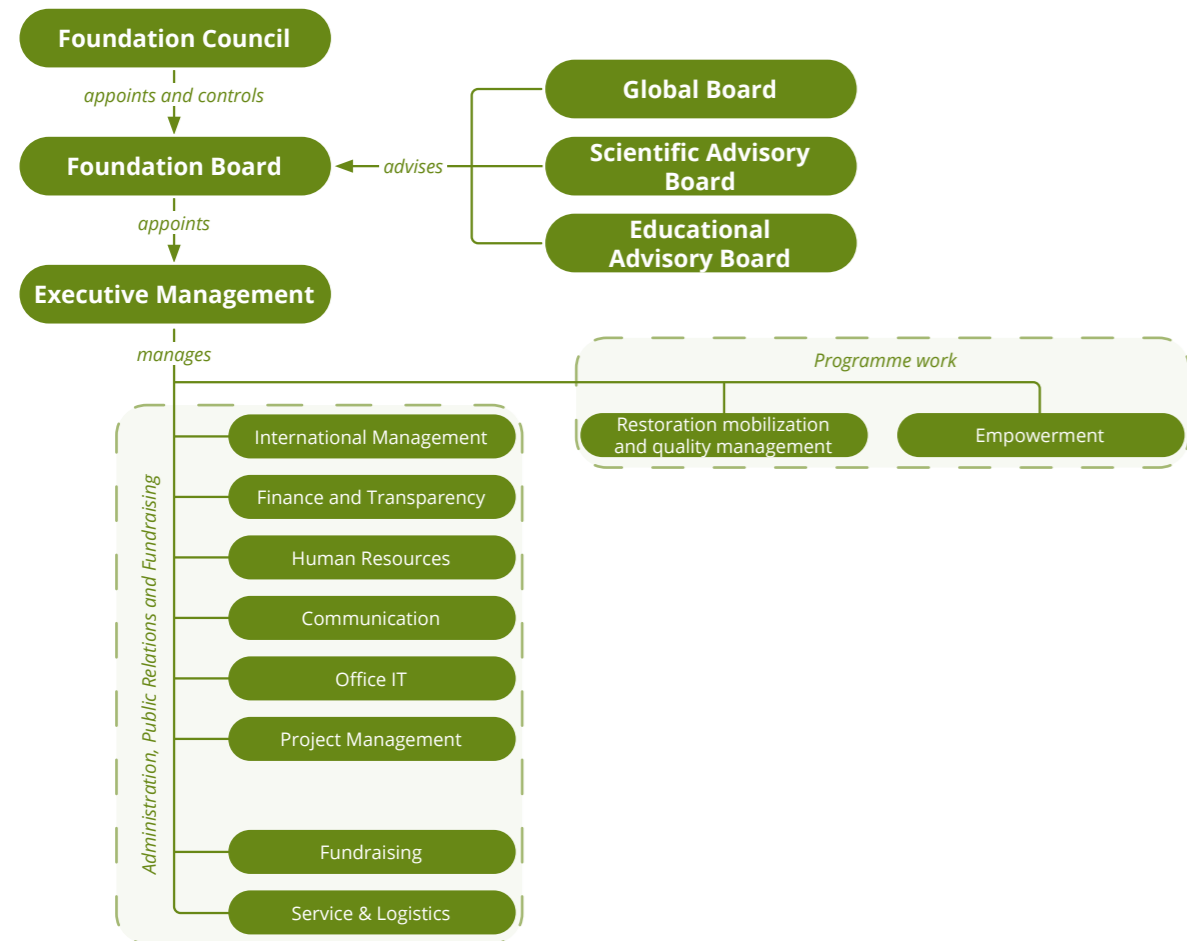 Foundation Council
appoints and controls
Global Board
Foundation Board
advises
Scientific Advisory
Board
appoints
Educational
Advisory Board
Executive Management
manages
Programme work
Restoration mobilization
and quality management
Empowerment
Administration, Public Relations and Fundraising
International Management
Finance and Transparency
Human Resources
Communication
Office IT
Project Management
Fundraising
Service & Logistics